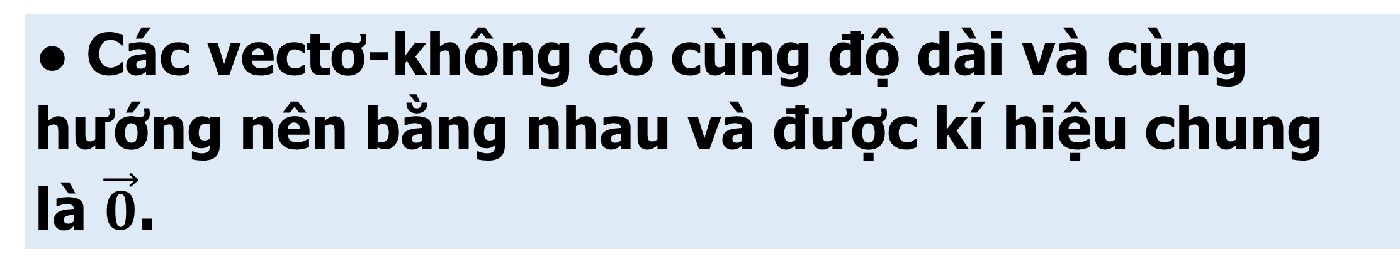 ● Các vectơ-không có cùng độ dài và cùng
hướng nên bằng nhau và được kí hiệu chung
là $\vec{0}$.